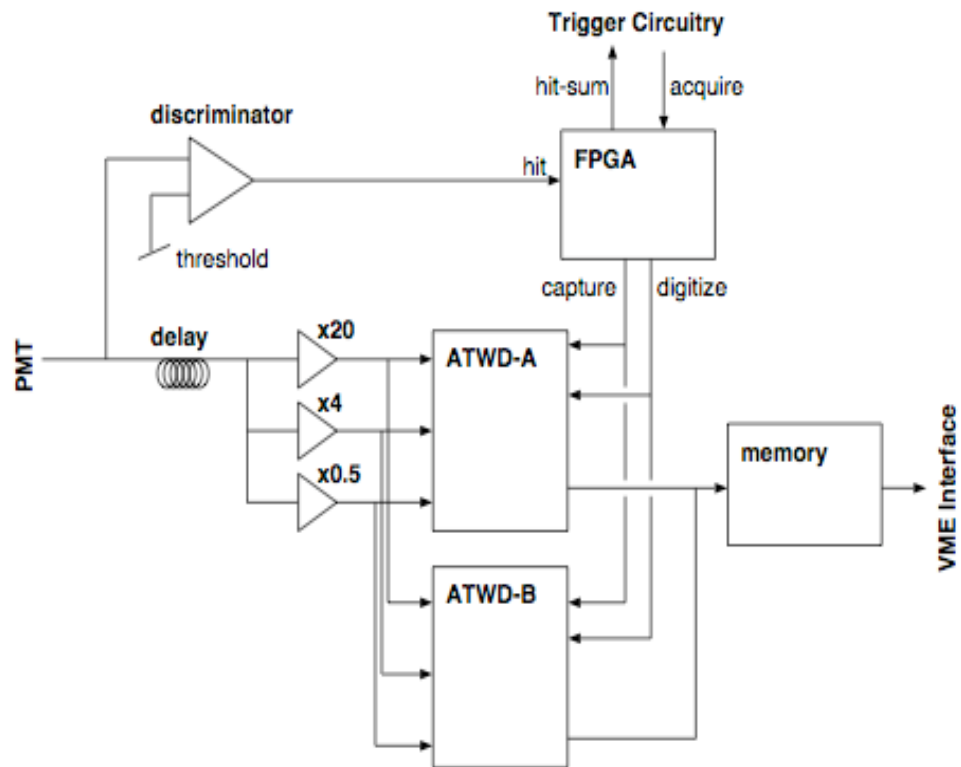 Trigger Circuitry
hit-sum
acquire
discriminator
FPGA
hit
threshold
capture
digitize
delay
x20
PMT
ATWD-A
x4
memory
x0.5
VME Interface
ATWD-B